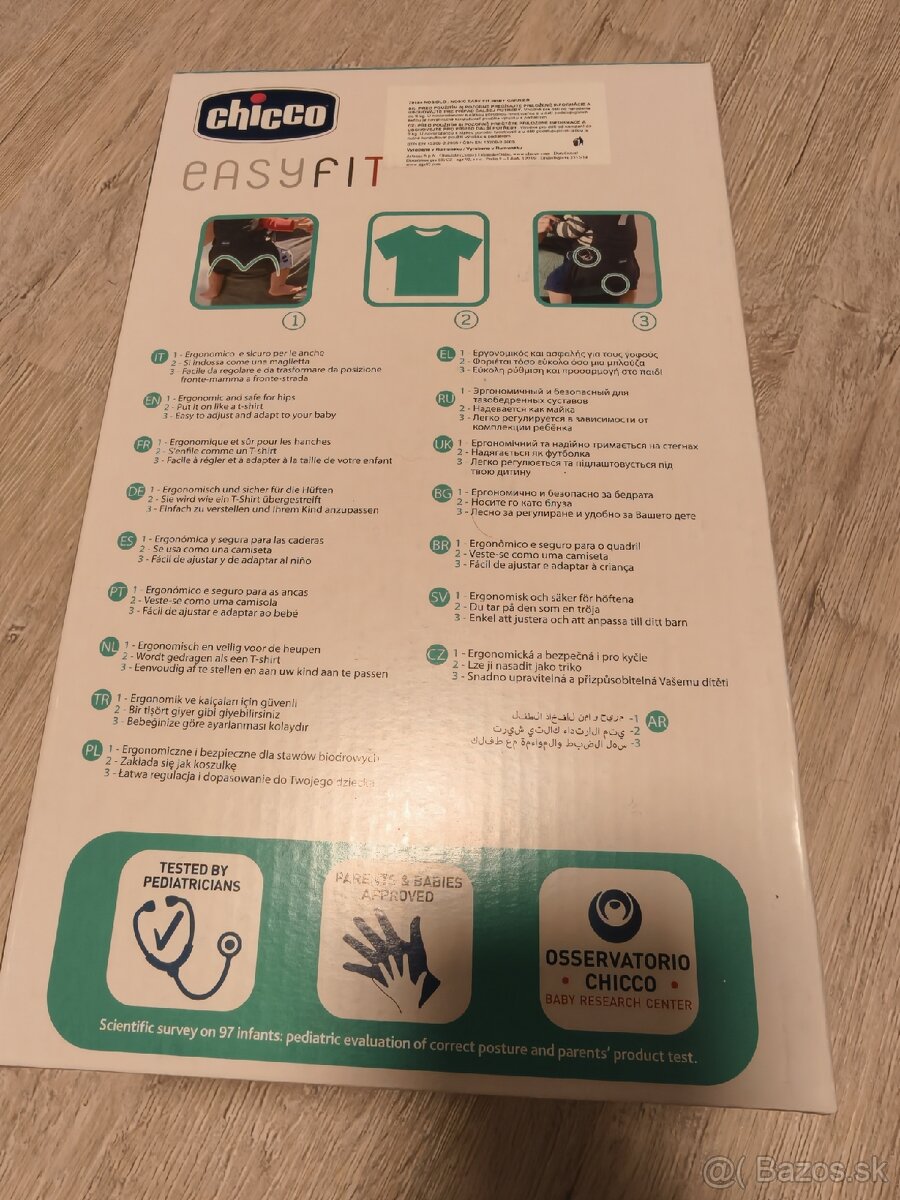 chicco
easyfit
1
2
3
IT 1 - Ergonomico e sicuro per le anche
2 - Si indossa come una maglietta
3 - Facile da regolare e da trasformare da posizione
fronte-mamma a fronte-strada
EN 1 - Ergonomic and safe for hips
2 - Put it on like a t-shirt
3 - Easy to adjust and adapt to your baby
FR 1 - Ergonomique et sûr pour les hanches
2 - S'enfile comme un T-shirt
3 - Facile à régler et à adapter à la taille de votre enfant
DE 1 - Ergonomisch und sicher für die Hüften
2 - Sie wird wie ein T-Shirt übergestreift
3 - Einfach zu verstellen und Ihrem Kind anzupassen
ES 1 - Ergonómica y segura para las caderas
2 - Se usa como una camiseta
3 - Fácil de ajustar y de adaptar al niño
PT 1 - Ergonómico e seguro para as ancas
2 - Veste-se como uma camisola
3 - Fácil de ajustar e adaptar ao bebé
NL 1 - Ergonomisch en veilig voor de heupen
2 - Wordt gedragen als een T-shirt
3 - Eenvoudig af te stellen en aan uw kind aan te passen
TR 1 - Ergonomik ve kalçaları için güvenli
2 - Bir tişört giyer gibi giyebilirsiniz
3 - Bebeğinize göre ayarlanması kolaydır
PL 1 - Ergonomiczne i bezpieczne dla stawów biodrowych
2 - Zakłada się jak koszulkę
3 - Łatwa regulacja i dopasowanie do Twojego dziecka
EL 1 - Εργονομικός και ασφαλής για τους γοφούς
2 - Φοριέται τόσο εύκολα όσο μια μπλούζα
3 - Εύκολη ρύθμιση και προσαρμογή στο παιδί
RU 1 - Эргономичный и безопасный для
тазобедренных суставов
2 - Надевается как майка
3 - Легко регулируется в зависимости от
комплекции ребёнка
UK 1 - Ергономічний та надійно тримається на стегнах
2 - Надягається як футболка
3 - Легко регулюється та підлаштовується під
твою дитину
BG 1 - Ергономично и безопасно за бедрата
2 - Носите го като блуза
3 - Лесно за регулиране и удобно за Вашето дете
BR 1 - Ergonômico e seguro para o quadril
2 - Veste-se como uma camiseta
3 - Fácil de ajustar e adaptar à criança
SV 1 - Ergonomisk och säker för höftena
2 - Du tar på den som en tröja
3 - Enkel att justera och att anpassa till ditt barn
CZ 1 - Ergonomická a bezpečná i pro kyčle
2 - Lze ji nasadit jako triko
3 - Snadno upravitelná a přizpůsobitelná Vašemu dítěti
AR 1- مريح وآمن لأفخاذ الطفل
2- يتم ارتداءه كالتي شيرت
3- سهل الضبط والمواءمة مع طفلك
TESTED BY
PEDIATRICIANS
PARENTS & BABIES
APPROVED
OSSERVATORIO
• CHICCO •
BABY RESEARCH CENTER
Scientific survey on 97 infants: pediatric evaluation of correct posture and parents' product test.
@( Bazos.sk